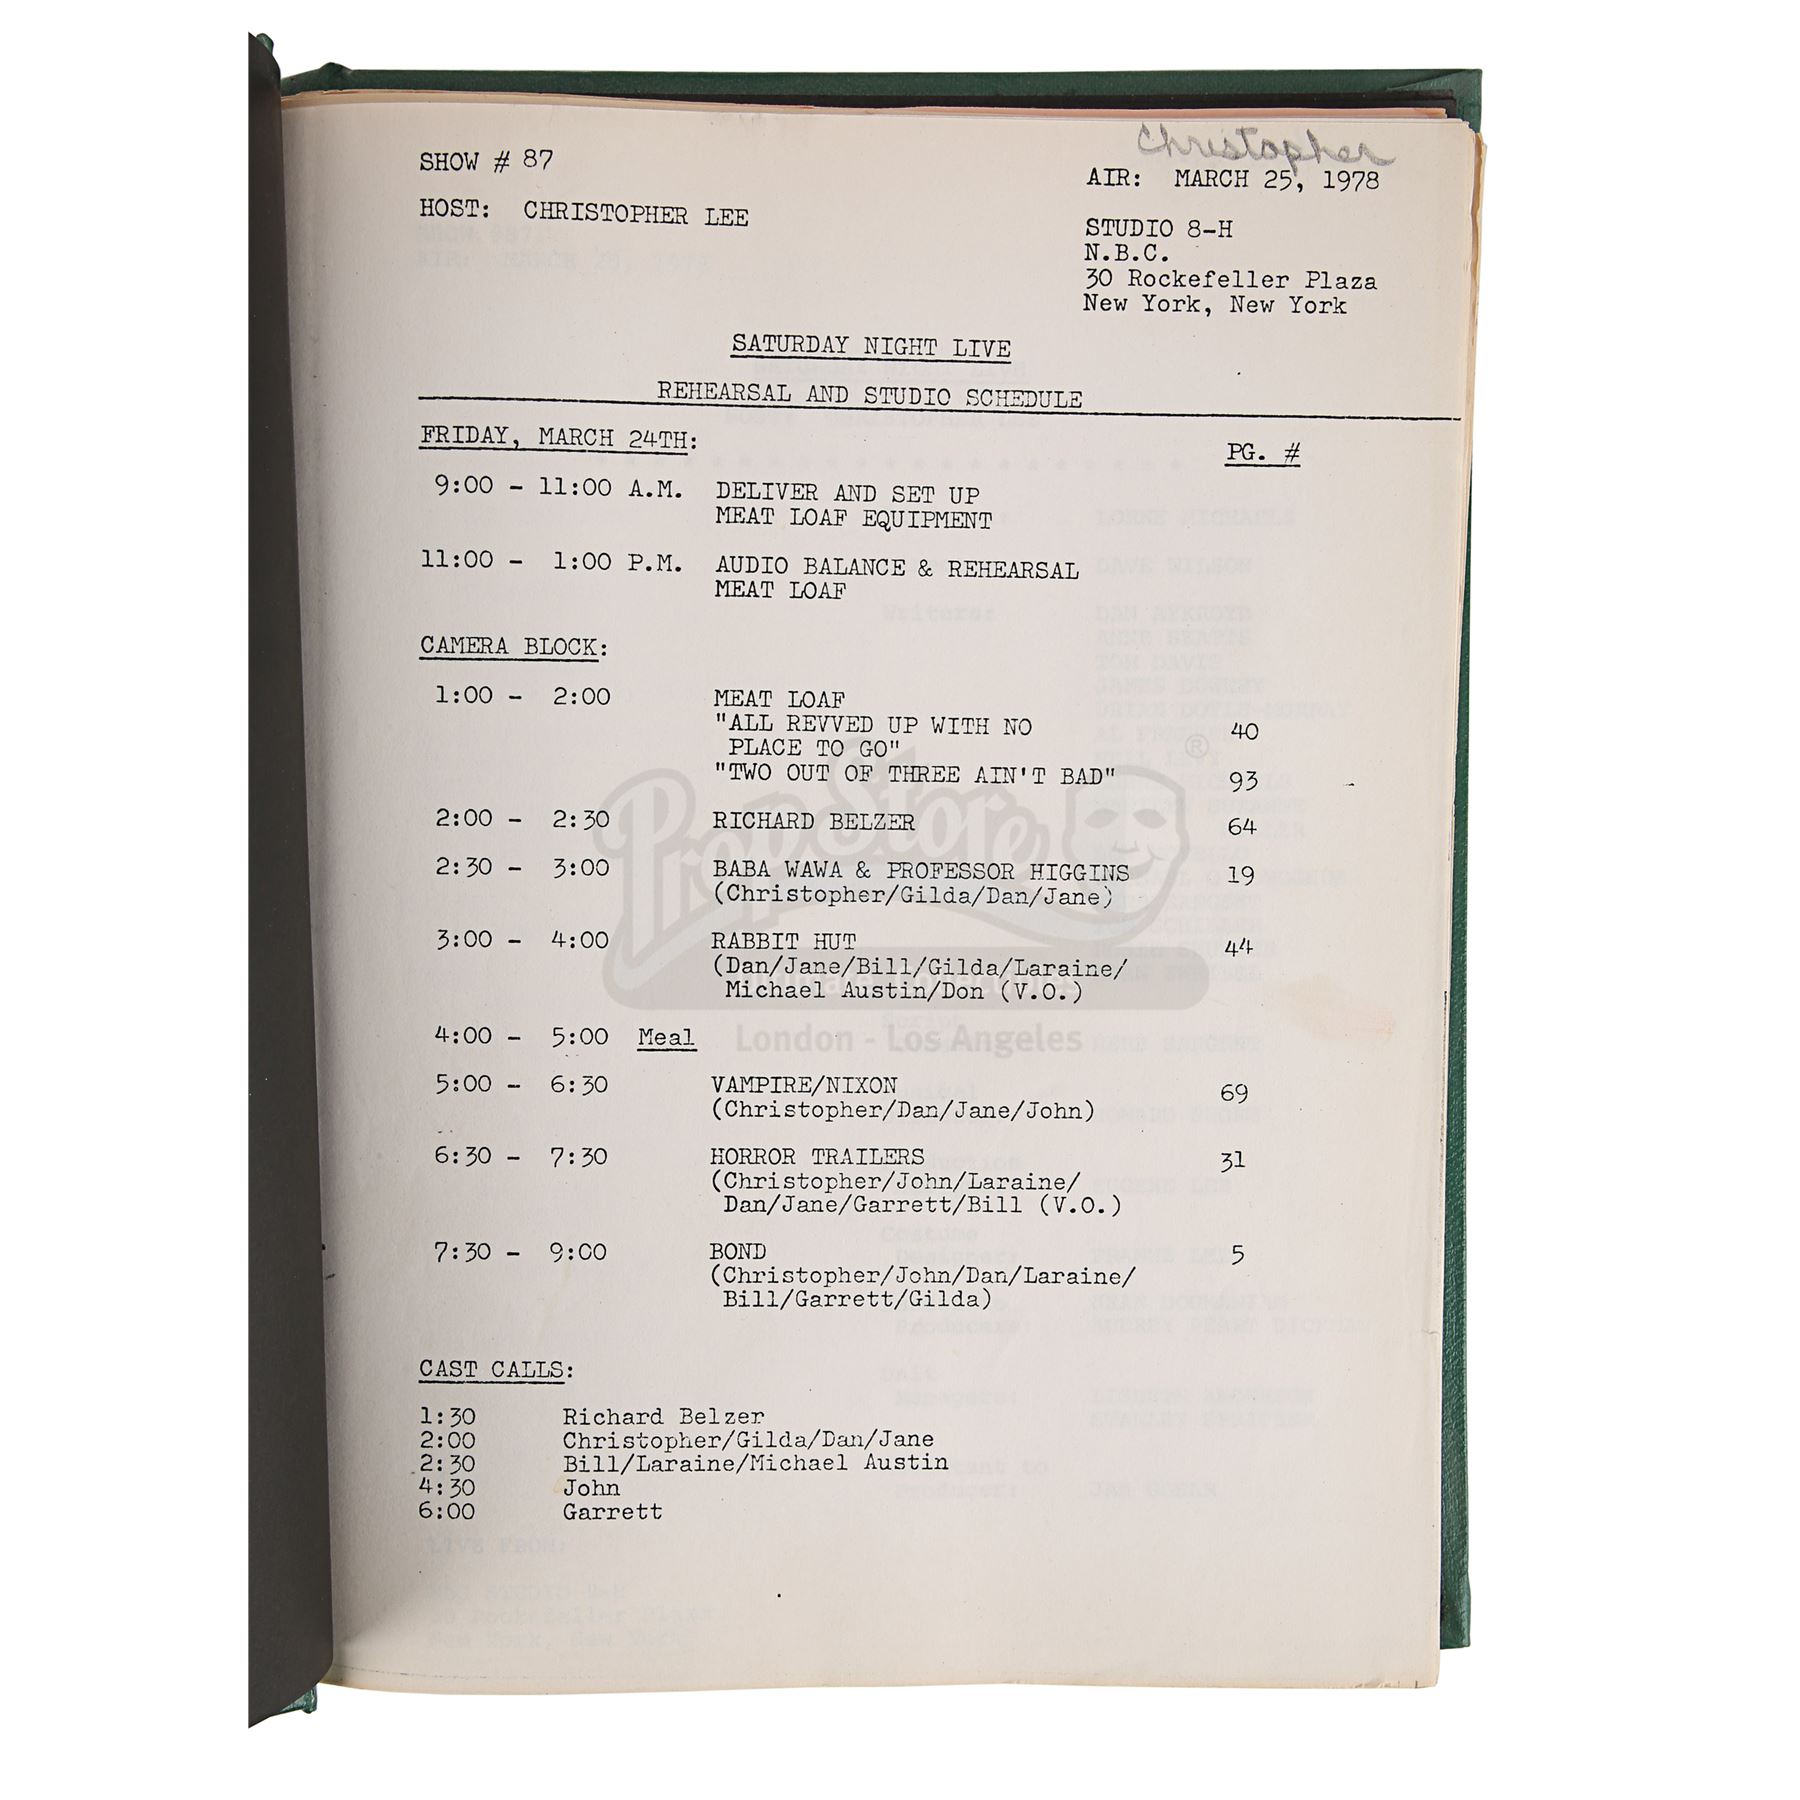 Christopher
SHOW # 87
AIR: MARCH 25, 1978
HOST: CHRISTOPHER LEE
STUDIO 8-H
N.B.C.
30 Rockefeller Plaza
New York, New York
SATURDAY NIGHT LIVE
REHEARSAL AND STUDIO SCHEDULE
FRIDAY, MARCH 24TH:
PG. #
9:00 - 11:00 A.M. DELIVER AND SET UP
MEAT LOAF EQUIPMENT
11:00 - 1:00 P.M. AUDIO BALANCE & REHEARSAL
MEAT LOAF
CAMERA BLOCK:
1:00 - 2:00 MEAT LOAF
"ALL REVVED UP WITH NO
PLACE TO GO" 40
"TWO OUT OF THREE AIN'T BAD" 93
2:00 - 2:30 RICHARD BELZER 64
2:30 - 3:00 BABA WAWA & PROFESSOR HIGGINS 19
(Christopher/Gilda/Dan/Jane)
3:00 - 4:00 RABBIT HUT 44
(Dan/Jane/Bill/Gilda/Laraine/
Michael Austin/Don (V.O.)
4:00 - 5:00 Meal
5:00 - 6:30 VAMPIRE/NIXON 69
(Christopher/Dan/Jane/John)
6:30 - 7:30 HORROR TRAILERS 31
(Christopher/John/Laraine/
Dan/Jane/Garrett/Bill (V.O.)
7:30 - 9:00 BOND 5
(Christopher/John/Dan/Laraine/
Bill/Garrett/Gilda)
CAST CALLS:
1:30 Richard Belzer
2:00 Christopher/Gilda/Dan/Jane
2:30 Bill/Laraine/Michael Austin
4:30 John
6:00 Garrett
Prop Store
®
London - Los Angeles